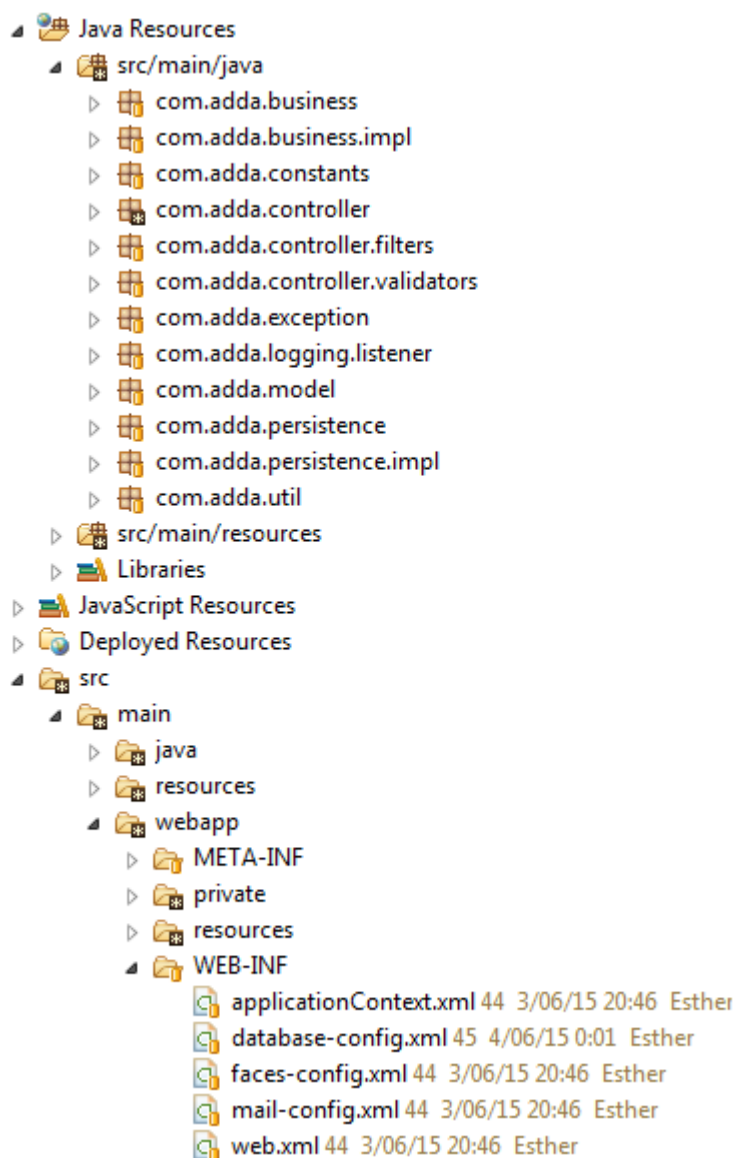 Java Resources
src/main/java
com.adda.business
com.adda.business.impl
com.adda.constants
com.adda.controller
com.adda.controller.filters
com.adda.controller.validators
com.adda.exception
com.adda.logging.listener
com.adda.model
com.adda.persistence
com.adda.persistence.impl
com.adda.util
src/main/resources
Libraries
JavaScript Resources
Deployed Resources
src
main
java
resources
webapp
META-INF
private
resources
WEB-INF
applicationContext.xml 44 3/06/15 20:46 Esther
database-config.xml 45 4/06/15 0:01 Esther
faces-config.xml 44 3/06/15 20:46 Esther
mail-config.xml 44 3/06/15 20:46 Esther
web.xml 44 3/06/15 20:46 Esther